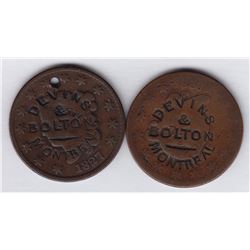 DEVINS
&
BOLTON
MONTREAL
1827
DEVINS
&
BOLTON
MONTREAL